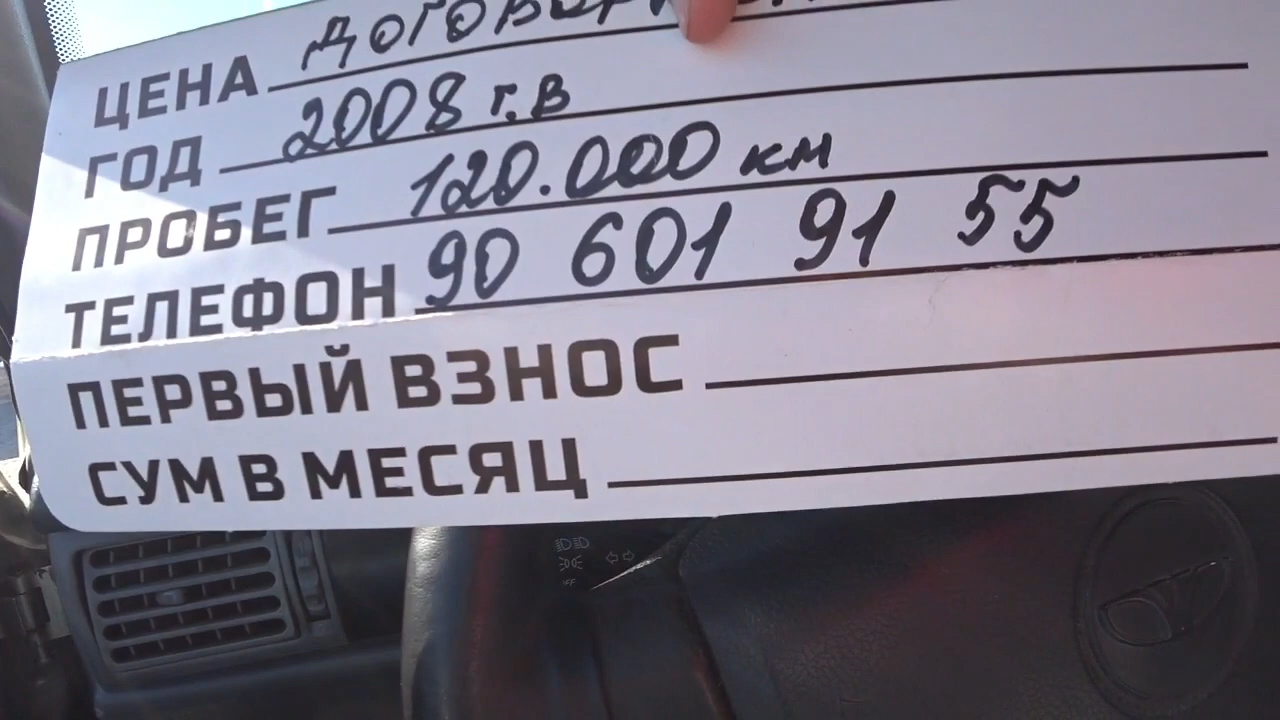 ЦЕНА
ГОД 2008 г.в
ПРОБЕГ 120.000 км
ТЕЛЕФОН 90 601 91 55
ПЕРВЫЙ ВЗНОС
СУМ В МЕСЯЦ